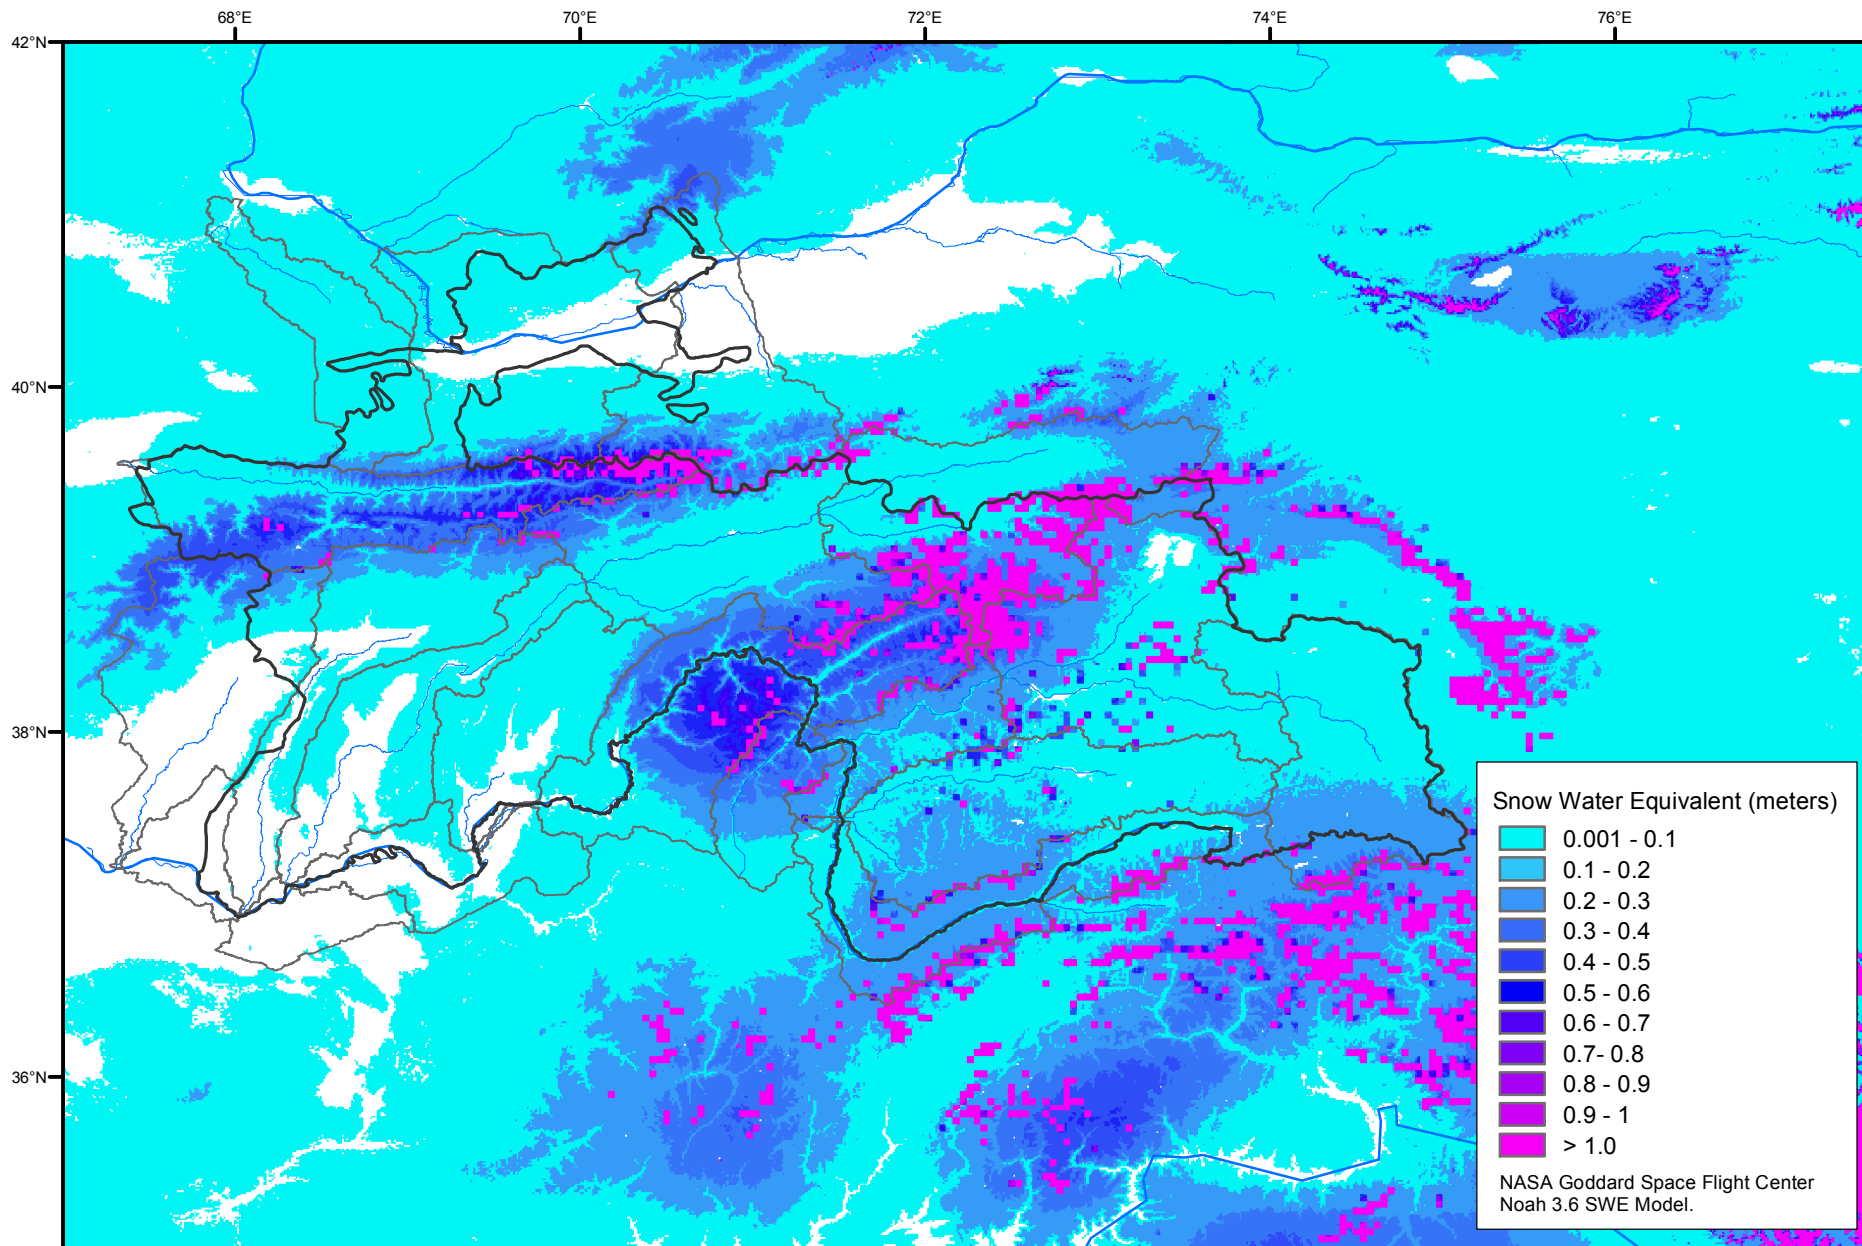 68°E 70°E 72°E 74°E 76°E
42°N
40°N
38°N
36°N
Snow Water Equivalent (meters)
0.001 - 0.1
0.1 - 0.2
0.2 - 0.3
0.3 - 0.4
0.4 - 0.5
0.5 - 0.6
0.6 - 0.7
0.7- 0.8
0.8 - 0.9
0.9 - 1
> 1.0
NASA Goddard Space Flight Center
Noah 3.6 SWE Model.